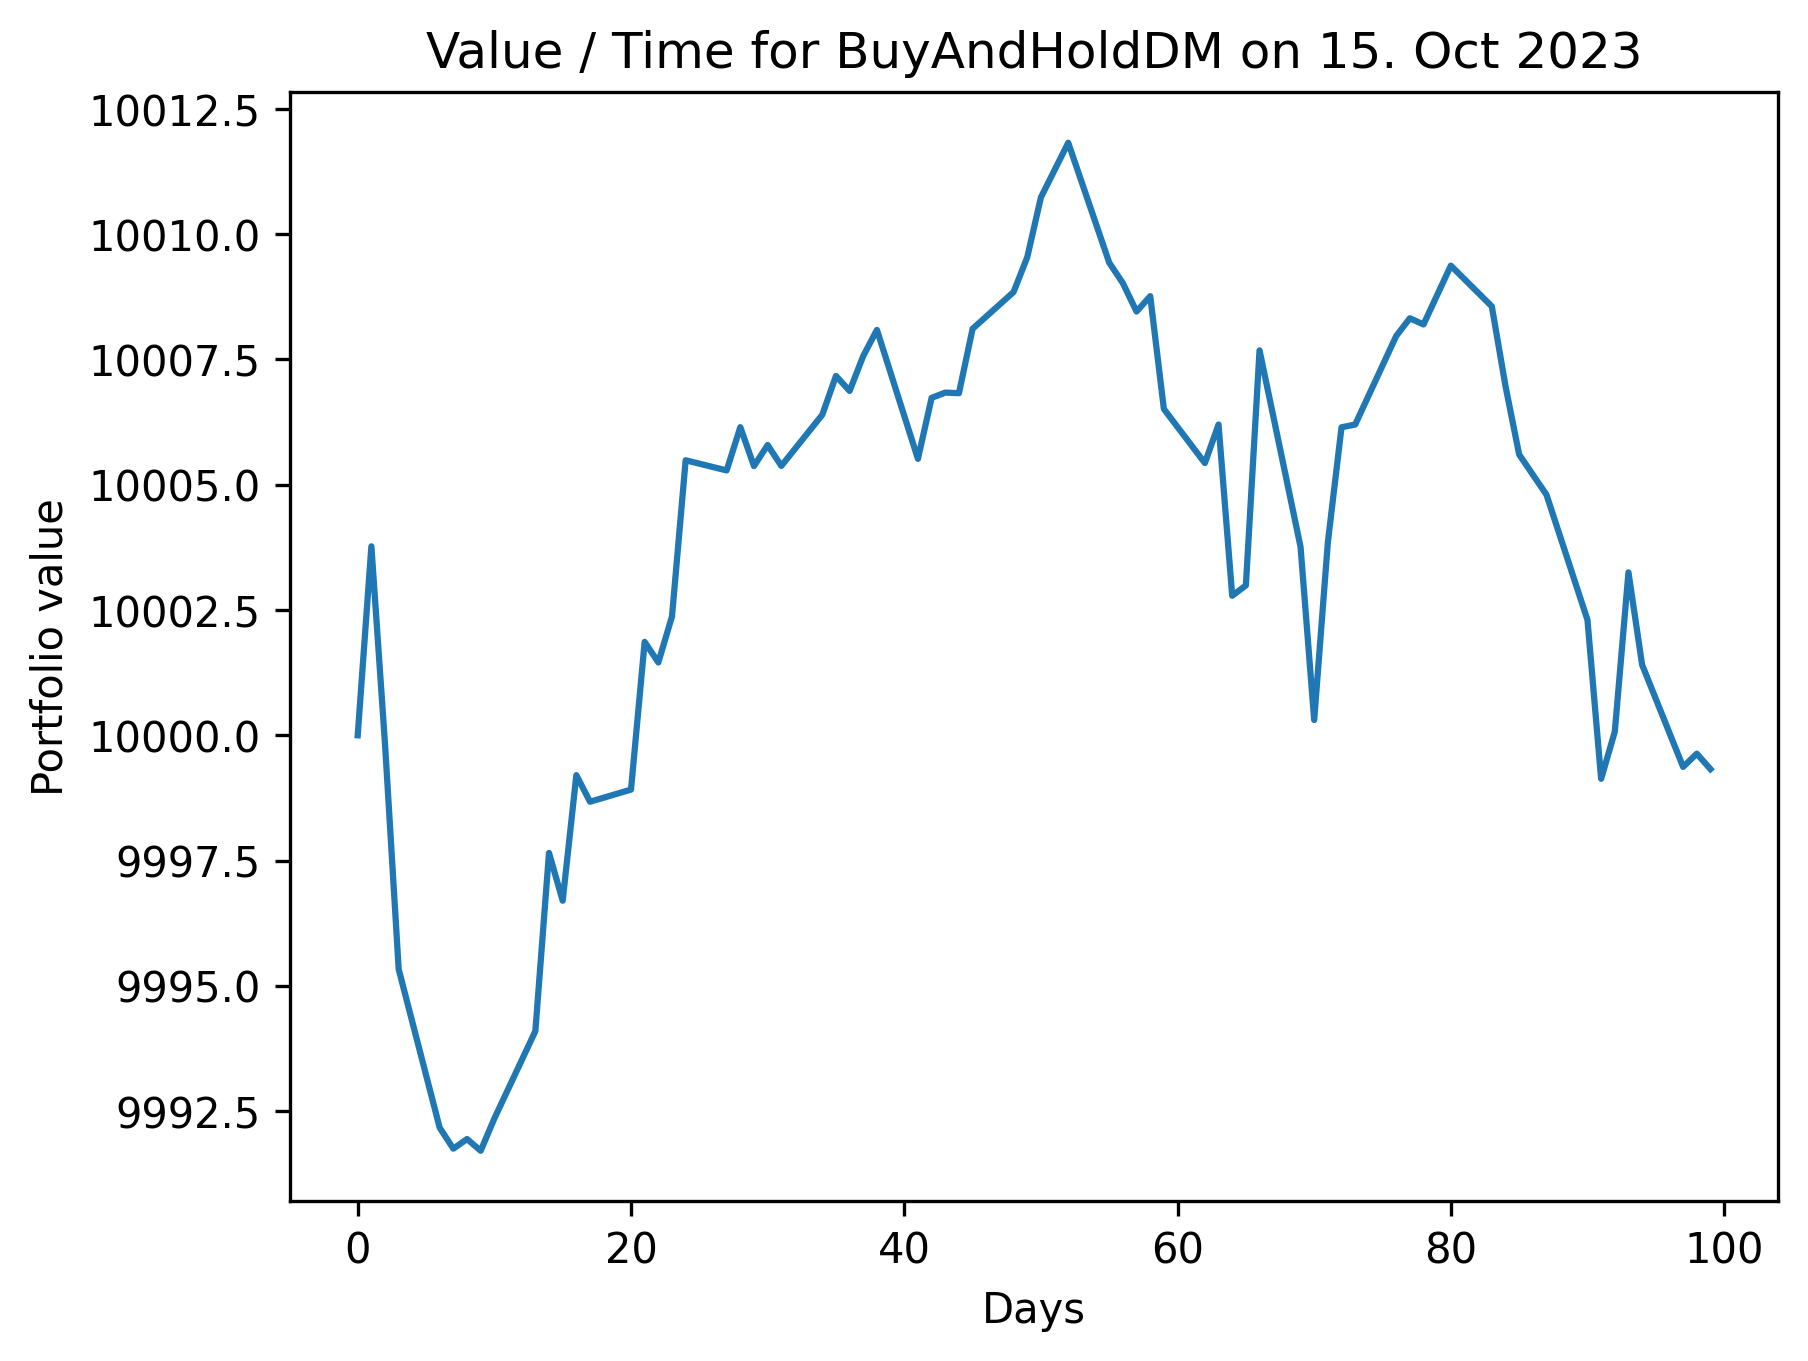 Value / Time for BuyAndHoldDM on 15. Oct 2023
10012.5
10010.0
10007.5
10005.0
10002.5
10000.0
9997.5
9995.0
9992.5
Portfolio value
0 20 40 60 80 100
Days